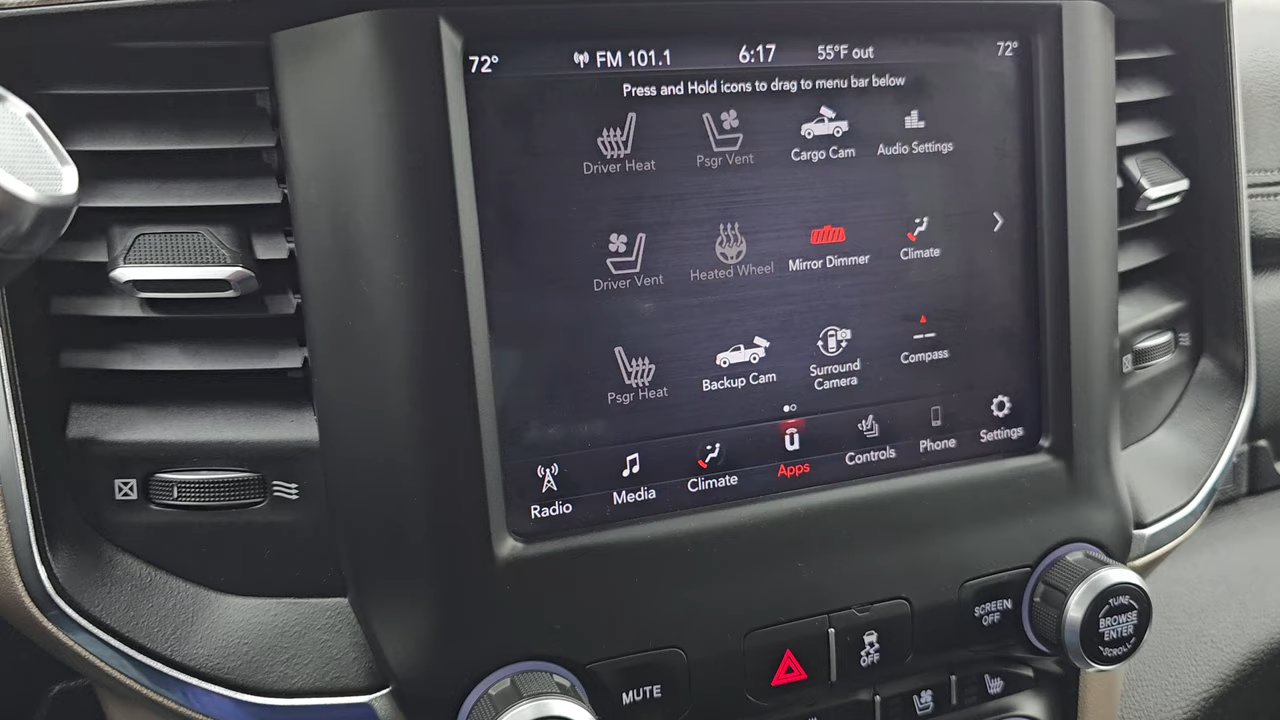 72° FM 101.1 6:17 55°F out 72°
Press and Hold icons to drag to menu bar below
Driver Heat Psgr Vent Cargo Cam Audio Settings
Driver Vent Heated Wheel Mirror Dimmer Climate
Psgr Heat Backup Cam Surround Camera Compass
Radio Media Climate Apps Controls Phone Settings
MUTE
OFF
SCREEN
OFF
TUNE
BROWSE
ENTER
SCROLL